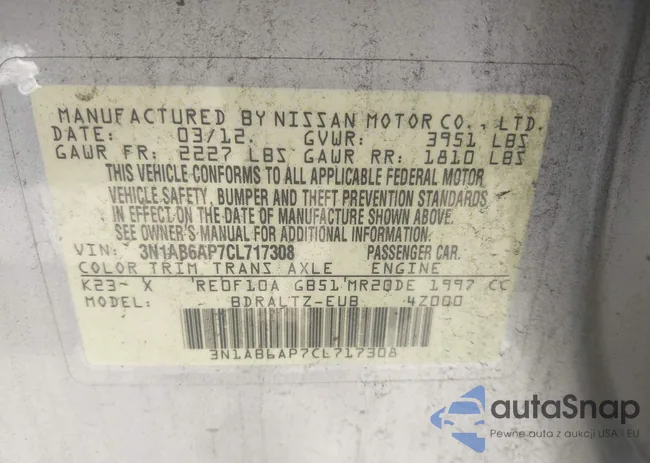 MANUFACTURED BY NISSAN MOTOR CO., LTD.
DATE: 03/12. GVWR: 3951 LBS
GAWR FR: 2227 LBS GAWR RR: 1810 LBS
THIS VEHICLE CONFORMS TO ALL APPLICABLE FEDERAL MOTOR
VEHICLE SAFETY, BUMPER AND THEFT PREVENTION STANDARDS
IN EFFECT ON THE DATE OF MANUFACTURE SHOWN ABOVE.
SEE OWNER'S MANUAL FOR ADDITIONAL INFORMATION.
VIN: 3N1AB6AP7CL717308 PASSENGER CAR.
COLOR TRIM TRANS AXLE ENGINE
K23- X RE0F10A GB51 MR20DE 1997 CC
MODEL: BDRALTZ-EUB 4Z000
3N1AB6AP7CL717308
autaSnap
Pewne auta z aukcji USA - EU